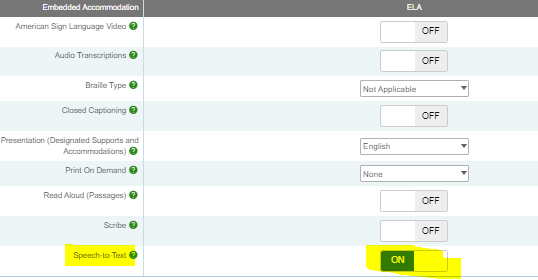 Embedded Accommodation ELA
American Sign Language Video ? OFF
Audio Transcriptions ? OFF
Braille Type ? Not Applicable
Closed Captioning ? OFF
Presentation (Designated Supports and
Accommodations) ? English
Print On Demand ? None
Read Aloud (Passages) ? OFF
Scribe ? OFF
Speech-to-Text ? ON